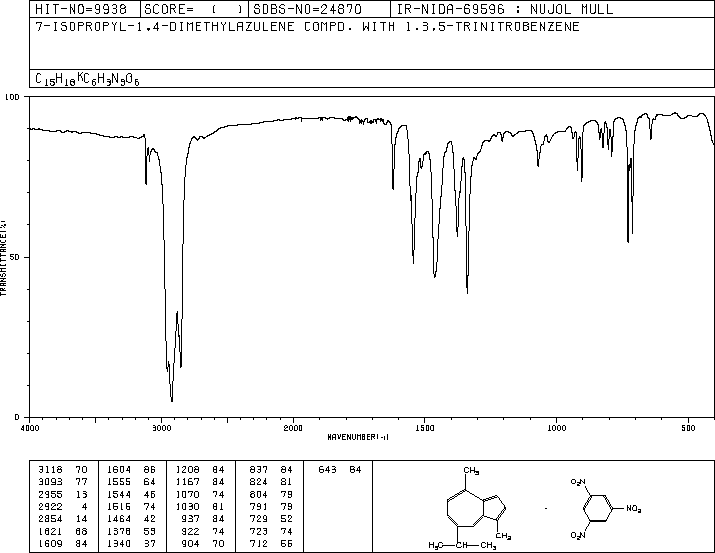 HIT-NO=9938 SCORE= ( ) SDBS-NO=24870 IR-NIDA-69596 : NUJOL MULL
7-ISOPROPYL-1,4-DIMETHYLAZULENE COMPD. WITH 1,3,5-TRINITROBENZENE
C15H18KC6H3N3O6
100
50
0
TRANSMITTANCE(%)
4000 3000 2000 1500 1000 500
WAVENUMBER(-1)
3118 70 1604 86 1208 84 837 84 643 84
3093 77 1555 64 1167 84 824 81
2955 13 1544 46 1070 74 804 79
2922 4 1516 74 1030 81 791 79
2854 14 1464 42 937 84 729 52
1621 68 1378 55 922 74 723 74
1609 84 1340 37 904 70 712 55
CH3
CH3
H3C CH CH3
NO2
NO2
NO2